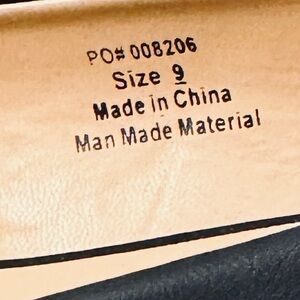 PO# 008206
Size 9
Made in China
Man Made Material